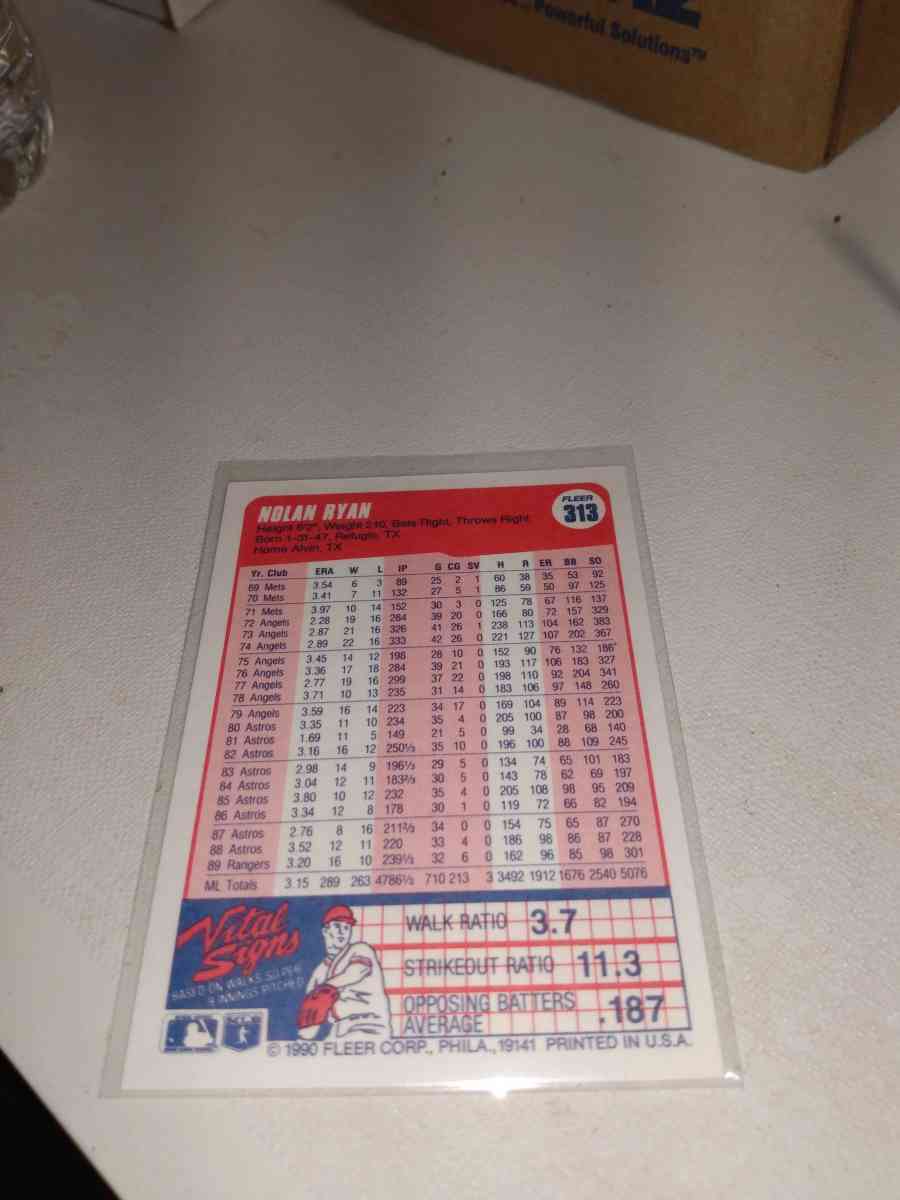 Powerful Solutions™
NOLAN RYAN
FLEER
313
Height 6'2", Weight 210, Bats Right, Throws Right
Born 1-31-47, Refugio, TX
Home Alvin, TX
Yr. Club ERA W L IP G CG SV H R ER BB SO
69 Mets 3.54 6 3 89 25 2 1 60 38 35 53 92
70 Mets 3.41 7 11 132 27 5 1 86 59 50 97 125
71 Mets 3.97 10 14 152 30 3 0 125 78 67 116 137
72 Angels 2.28 19 16 284 39 20 0 166 80 72 157 329
73 Angels 2.87 21 16 326 41 26 1 238 113 104 162 383
74 Angels 2.89 22 16 333 42 26 0 221 127 107 202 367
75 Angels 3.45 14 12 198 28 10 0 152 90 76 132 186
76 Angels 3.36 17 18 284 39 21 0 193 117 106 183 327
77 Angels 2.77 19 16 299 37 22 0 198 110 92 204 341
78 Angels 3.71 10 13 235 31 14 0 183 106 97 148 260
79 Angels 3.59 16 14 223 34 17 0 169 104 89 114 223
80 Astros 3.35 11 10 234 35 4 0 205 100 87 98 200
81 Astros 1.69 11 5 149 21 5 0 99 34 28 68 140
82 Astros 3.16 16 12 250⅓ 35 10 0 196 100 88 109 245
83 Astros 2.98 14 9 196⅓ 29 5 0 134 74 65 101 183
84 Astros 3.04 12 11 183⅔ 30 5 0 143 78 62 69 197
85 Astros 3.80 10 12 232 35 4 0 205 108 98 95 209
86 Astros 3.34 12 8 178 30 1 0 119 72 66 82 194
87 Astros 2.76 8 16 211⅔ 34 0 0 154 75 65 87 270
88 Astros 3.52 12 11 220 33 4 0 186 98 86 87 228
89 Rangers 3.20 16 10 239⅓ 32 6 0 162 96 85 98 301
ML Totals 3.15 289 263 4786⅓ 710 213 3 3492 1912 1676 2540 5076
Vital
Signs
BASED ON WALKS, SO PER
9 INNINGS PITCHED
WALK RATIO 3.7
STRIKEOUT RATIO 11.3
OPPOSING BATTERS
AVERAGE .187
© 1990 FLEER CORP., PHILA., 19141 PRINTED IN U.S.A.